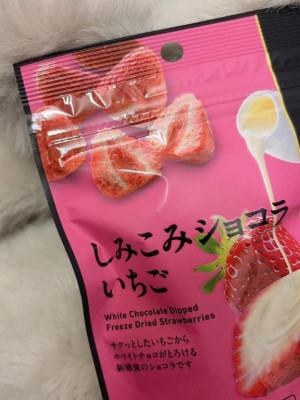 しみこみショコラ
いちご
White Chocolate Dipped
Freeze Dried Strawberries
サクッとしたいちごから
ホワイトチョコがとろける
新感覚のショコラです